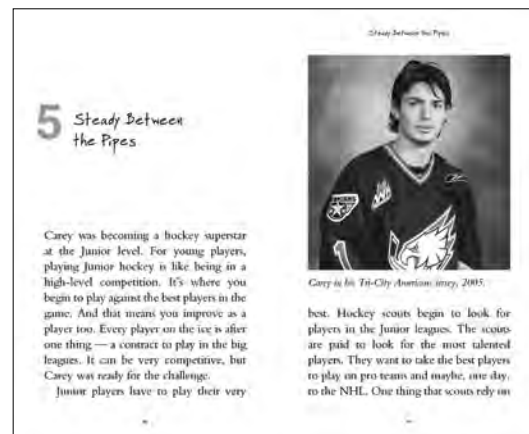 5
Steady Between
the Pipes
Carey was becoming a hockey superstar
at the Junior level. For young players,
playing Junior hockey is like being in a
high-level competition. It's where you
begin to play against the best players in the
game. And that means you improve as a
player too. Every player on the ice is after
one thing — a contract to play in the big
leagues. It can be very competitive, but
Carey was ready for the challenge.
Junior players have to play their very
Steady Between the Pipes
Carey in his Tri-City Americans jersey, 2005.
best. Hockey scouts begin to look for
players in the Junior leagues. The scouts
are paid to look for the most talented
players. They want to take the best players
to play on pro teams and maybe, one day,
to the NHL. One thing that scouts rely on